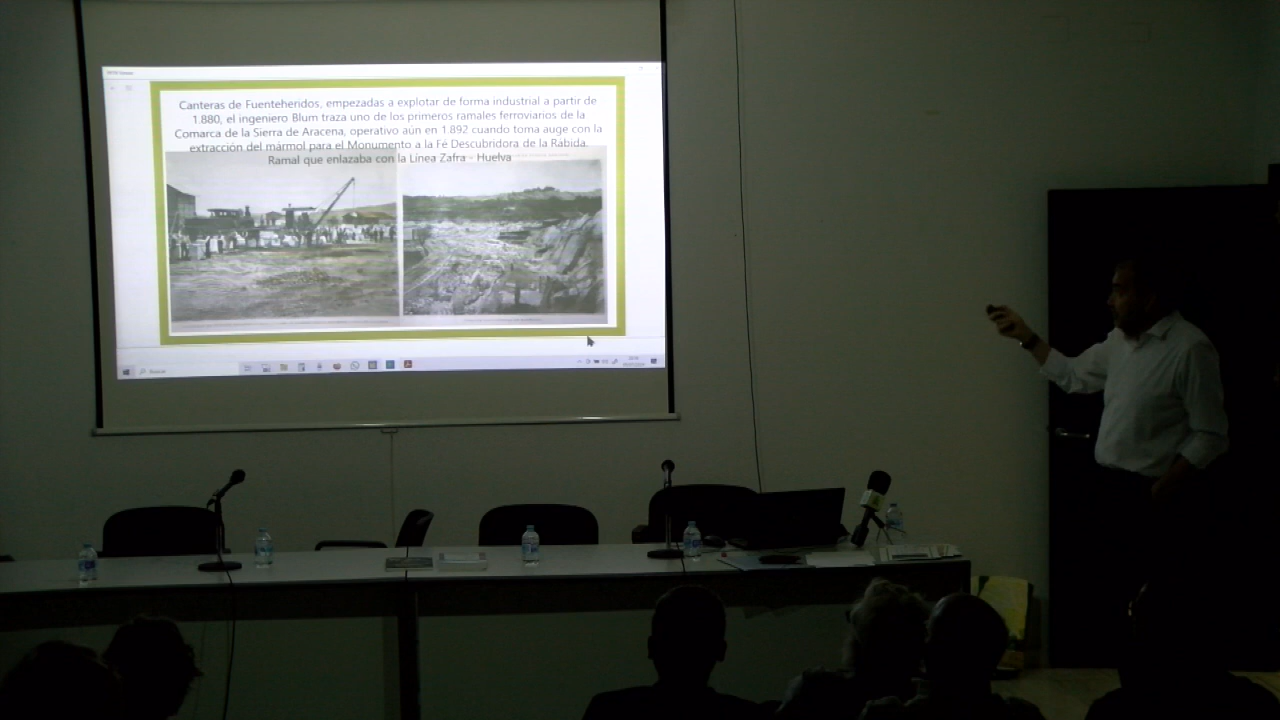 Canteras de Fuenteheridos, empezadas a explotar de forma industrial a partir de
1.880, el ingeniero Blum traza uno de los primeros ramales ferroviarios de la
Comarca de la Sierra de Aracena, operativo aún en 1.892 cuando toma auge con la
extracción del mármol para el Monumento a la Fé Descubridora de la Rábida.
Ramal que enlazaba con la Línea Zafra - Huelva
Buscar